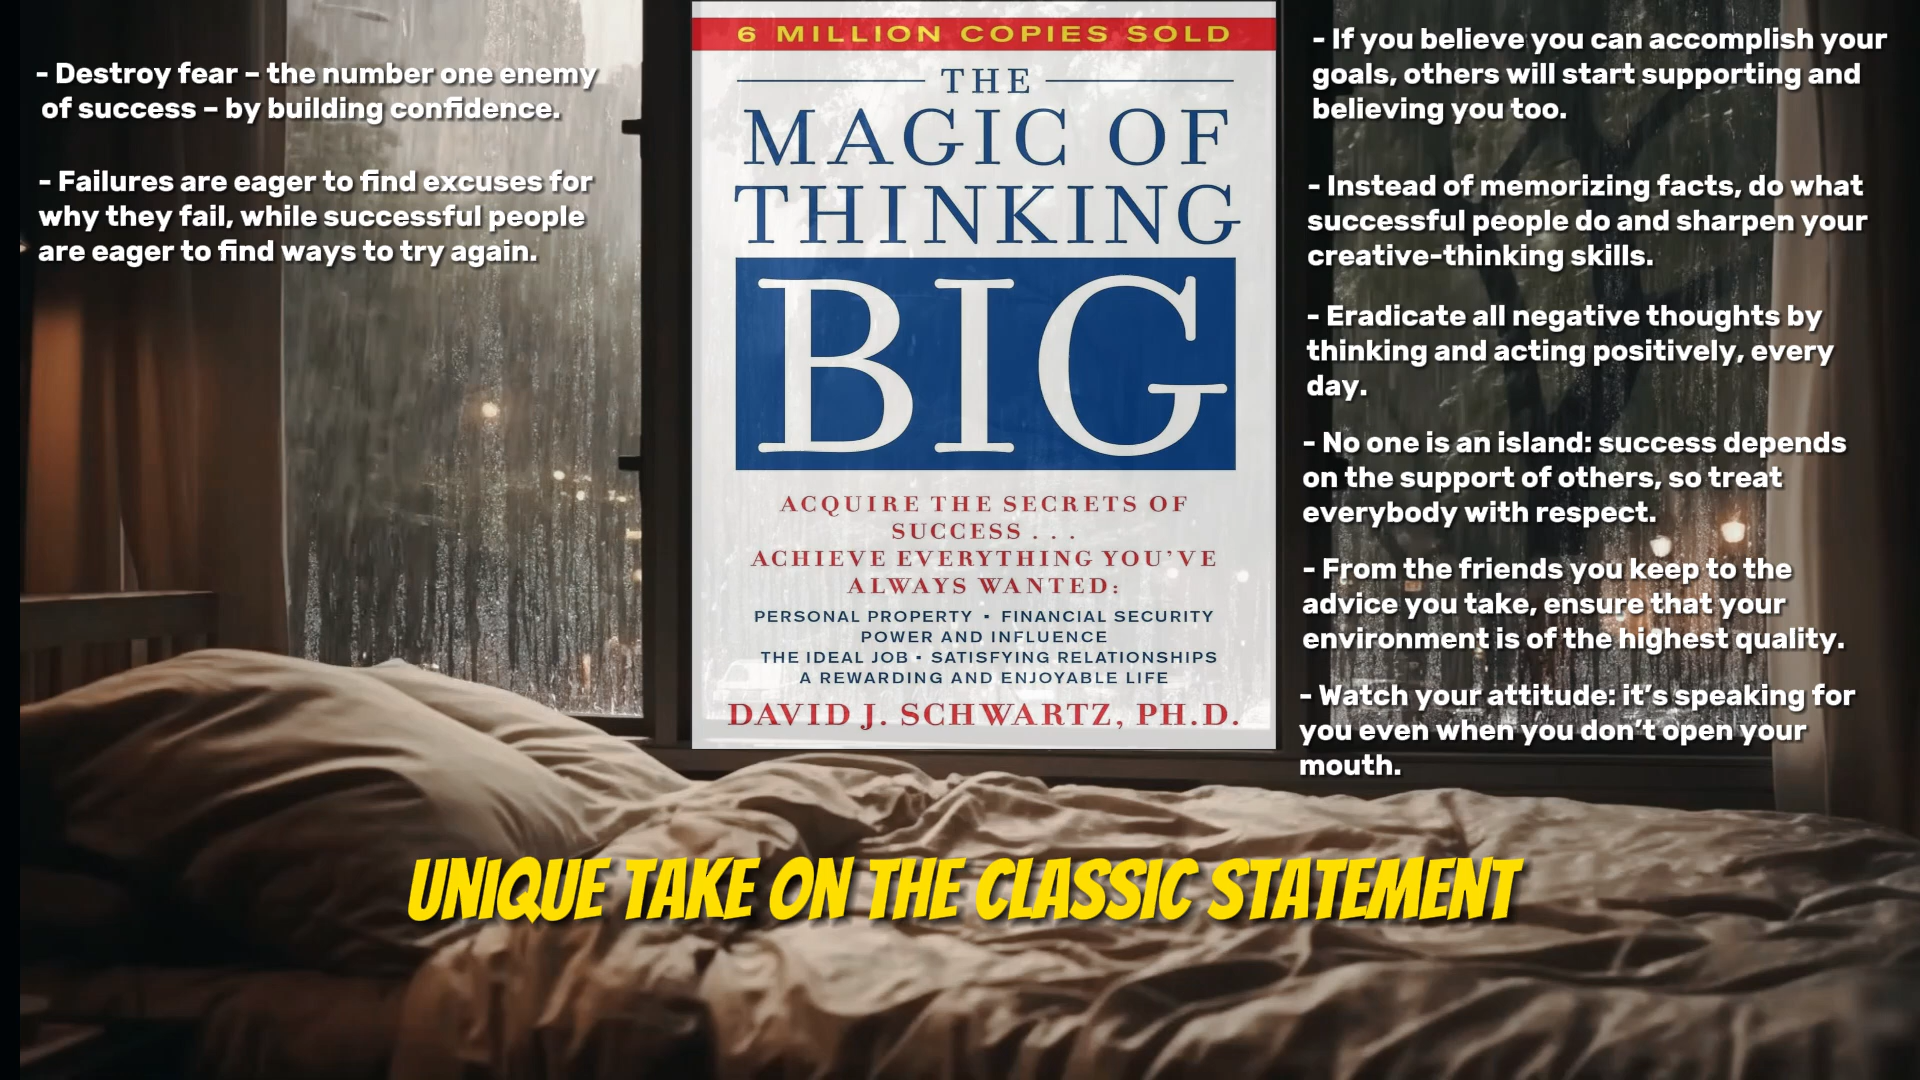 - Destroy fear – the number one enemy
of success – by building confidence.
- Failures are eager to find excuses for
why they fail, while successful people
are eager to find ways to try again.
6 MILLION COPIES SOLD
THE
MAGIC OF
THINKING
BIG
ACQUIRE THE SECRETS OF
SUCCESS . . .
ACHIEVE EVERYTHING YOU'VE
ALWAYS WANTED:
PERSONAL PROPERTY • FINANCIAL SECURITY
POWER AND INFLUENCE
THE IDEAL JOB • SATISFYING RELATIONSHIPS
A REWARDING AND ENJOYABLE LIFE
DAVID J. SCHWARTZ, PH.D.
- If you believe you can accomplish your
goals, others will start supporting and
believing you too.
- Instead of memorizing facts, do what
successful people do and sharpen your
creative-thinking skills.
- Eradicate all negative thoughts by
thinking and acting positively, every
day.
- No one is an island: success depends
on the support of others, so treat
everybody with respect.
- From the friends you keep to the
advice you take, ensure that your
environment is of the highest quality.
- Watch your attitude: it's speaking for
you even when you don't open your
mouth.
UNIQUE TAKE ON THE CLASSIC STATEMENT